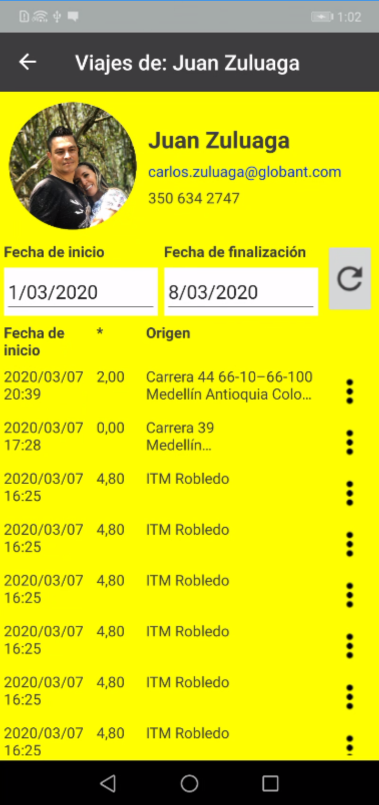 1:02
Viajes de: Juan Zuluaga
Juan Zuluaga
carlos.zuluaga@globant.com
350 634 2747
Fecha de inicio Fecha de finalización
1/03/2020 8/03/2020
Fecha de * Origen
inicio
2020/03/07 2,00 Carrera 44 66-10–66-100
20:39 Medellín Antioquia Colo...
2020/03/07 0,00 Carrera 39
17:28 Medellín...
2020/03/07 4,80 ITM Robledo
16:25
2020/03/07 4,80 ITM Robledo
16:25
2020/03/07 4,80 ITM Robledo
16:25
2020/03/07 4,80 ITM Robledo
16:25
2020/03/07 4,80 ITM Robledo
16:25
2020/03/07 4,80 ITM Robledo
16:25